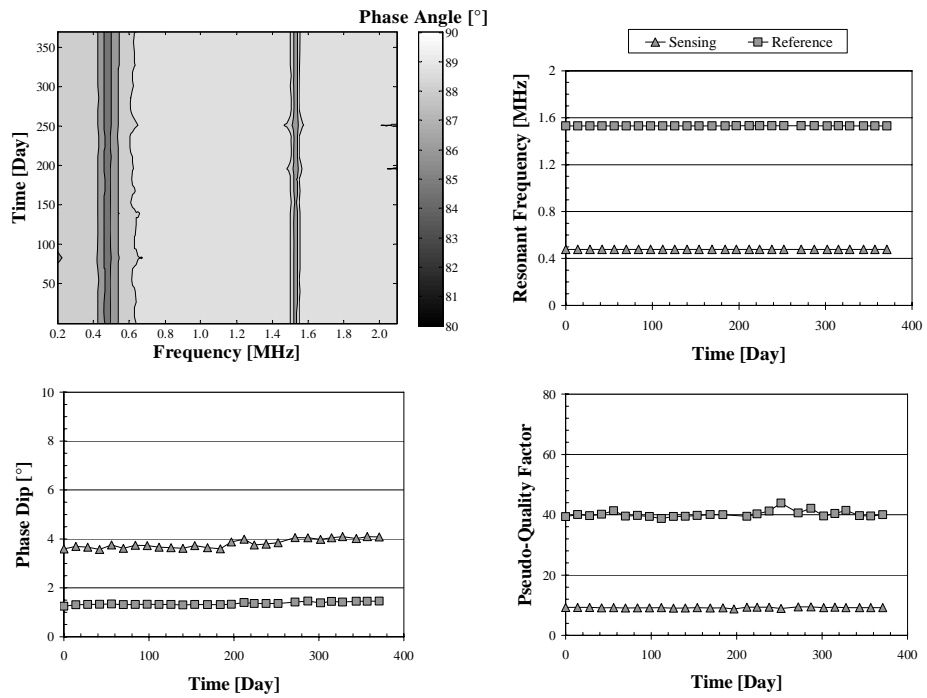 Phase Angle [°]
350
300
250
200
150
100
50
Time [Day]
0.2 0.4 0.6 0.8 1.0 1.2 1.4 1.6 1.8 2.0
Frequency [MHz]
90
89
88
87
86
85
84
83
82
81
80
Sensing Reference
2
1.6
1.2
0.8
0.4
0
Resonant Frequency [MHz]
0 100 200 300 400
Time [Day]
10
8
6
4
2
0
Phase Dip [°]
0 100 200 300 400
Time [Day]
80
60
40
20
0
Pseudo-Quality Factor
0 100 200 300 400
Time [Day]